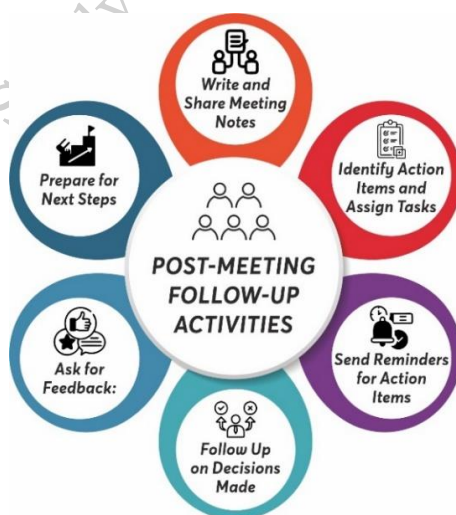 POST-MEETING
FOLLOW-UP
ACTIVITIES
Write and
Share Meeting
Notes
Identify Action
Items and
Assign Tasks
Send Reminders
for Action
Items
Follow Up
on Decisions
Made
Ask for
Feedback:
Prepare for
Next Steps